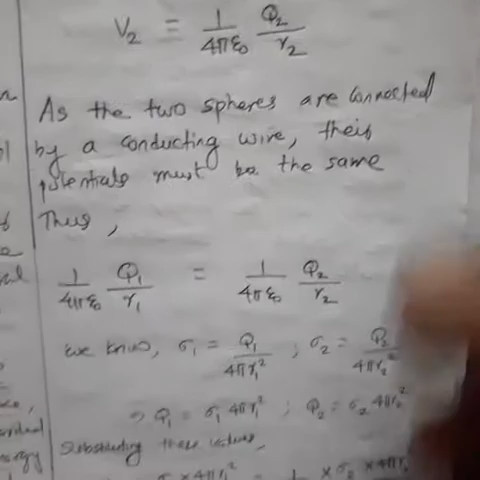 V₂ = 1/4πε₀ Q₂/r₂
As the two spheres are connected
by a conducting wire, their
potentials must be the same
Thus,
1/4πε₀ Q₁/r₁ = 1/4πε₀ Q₂/r₂
we know, σ₁ = Q₁/4πr₁² ; σ₂ = Q₂/4πr₂²
⇒ Q₁ = σ₁ 4πr₁² ; Q₂ = σ₂ 4πr₂²
Substituting these values,